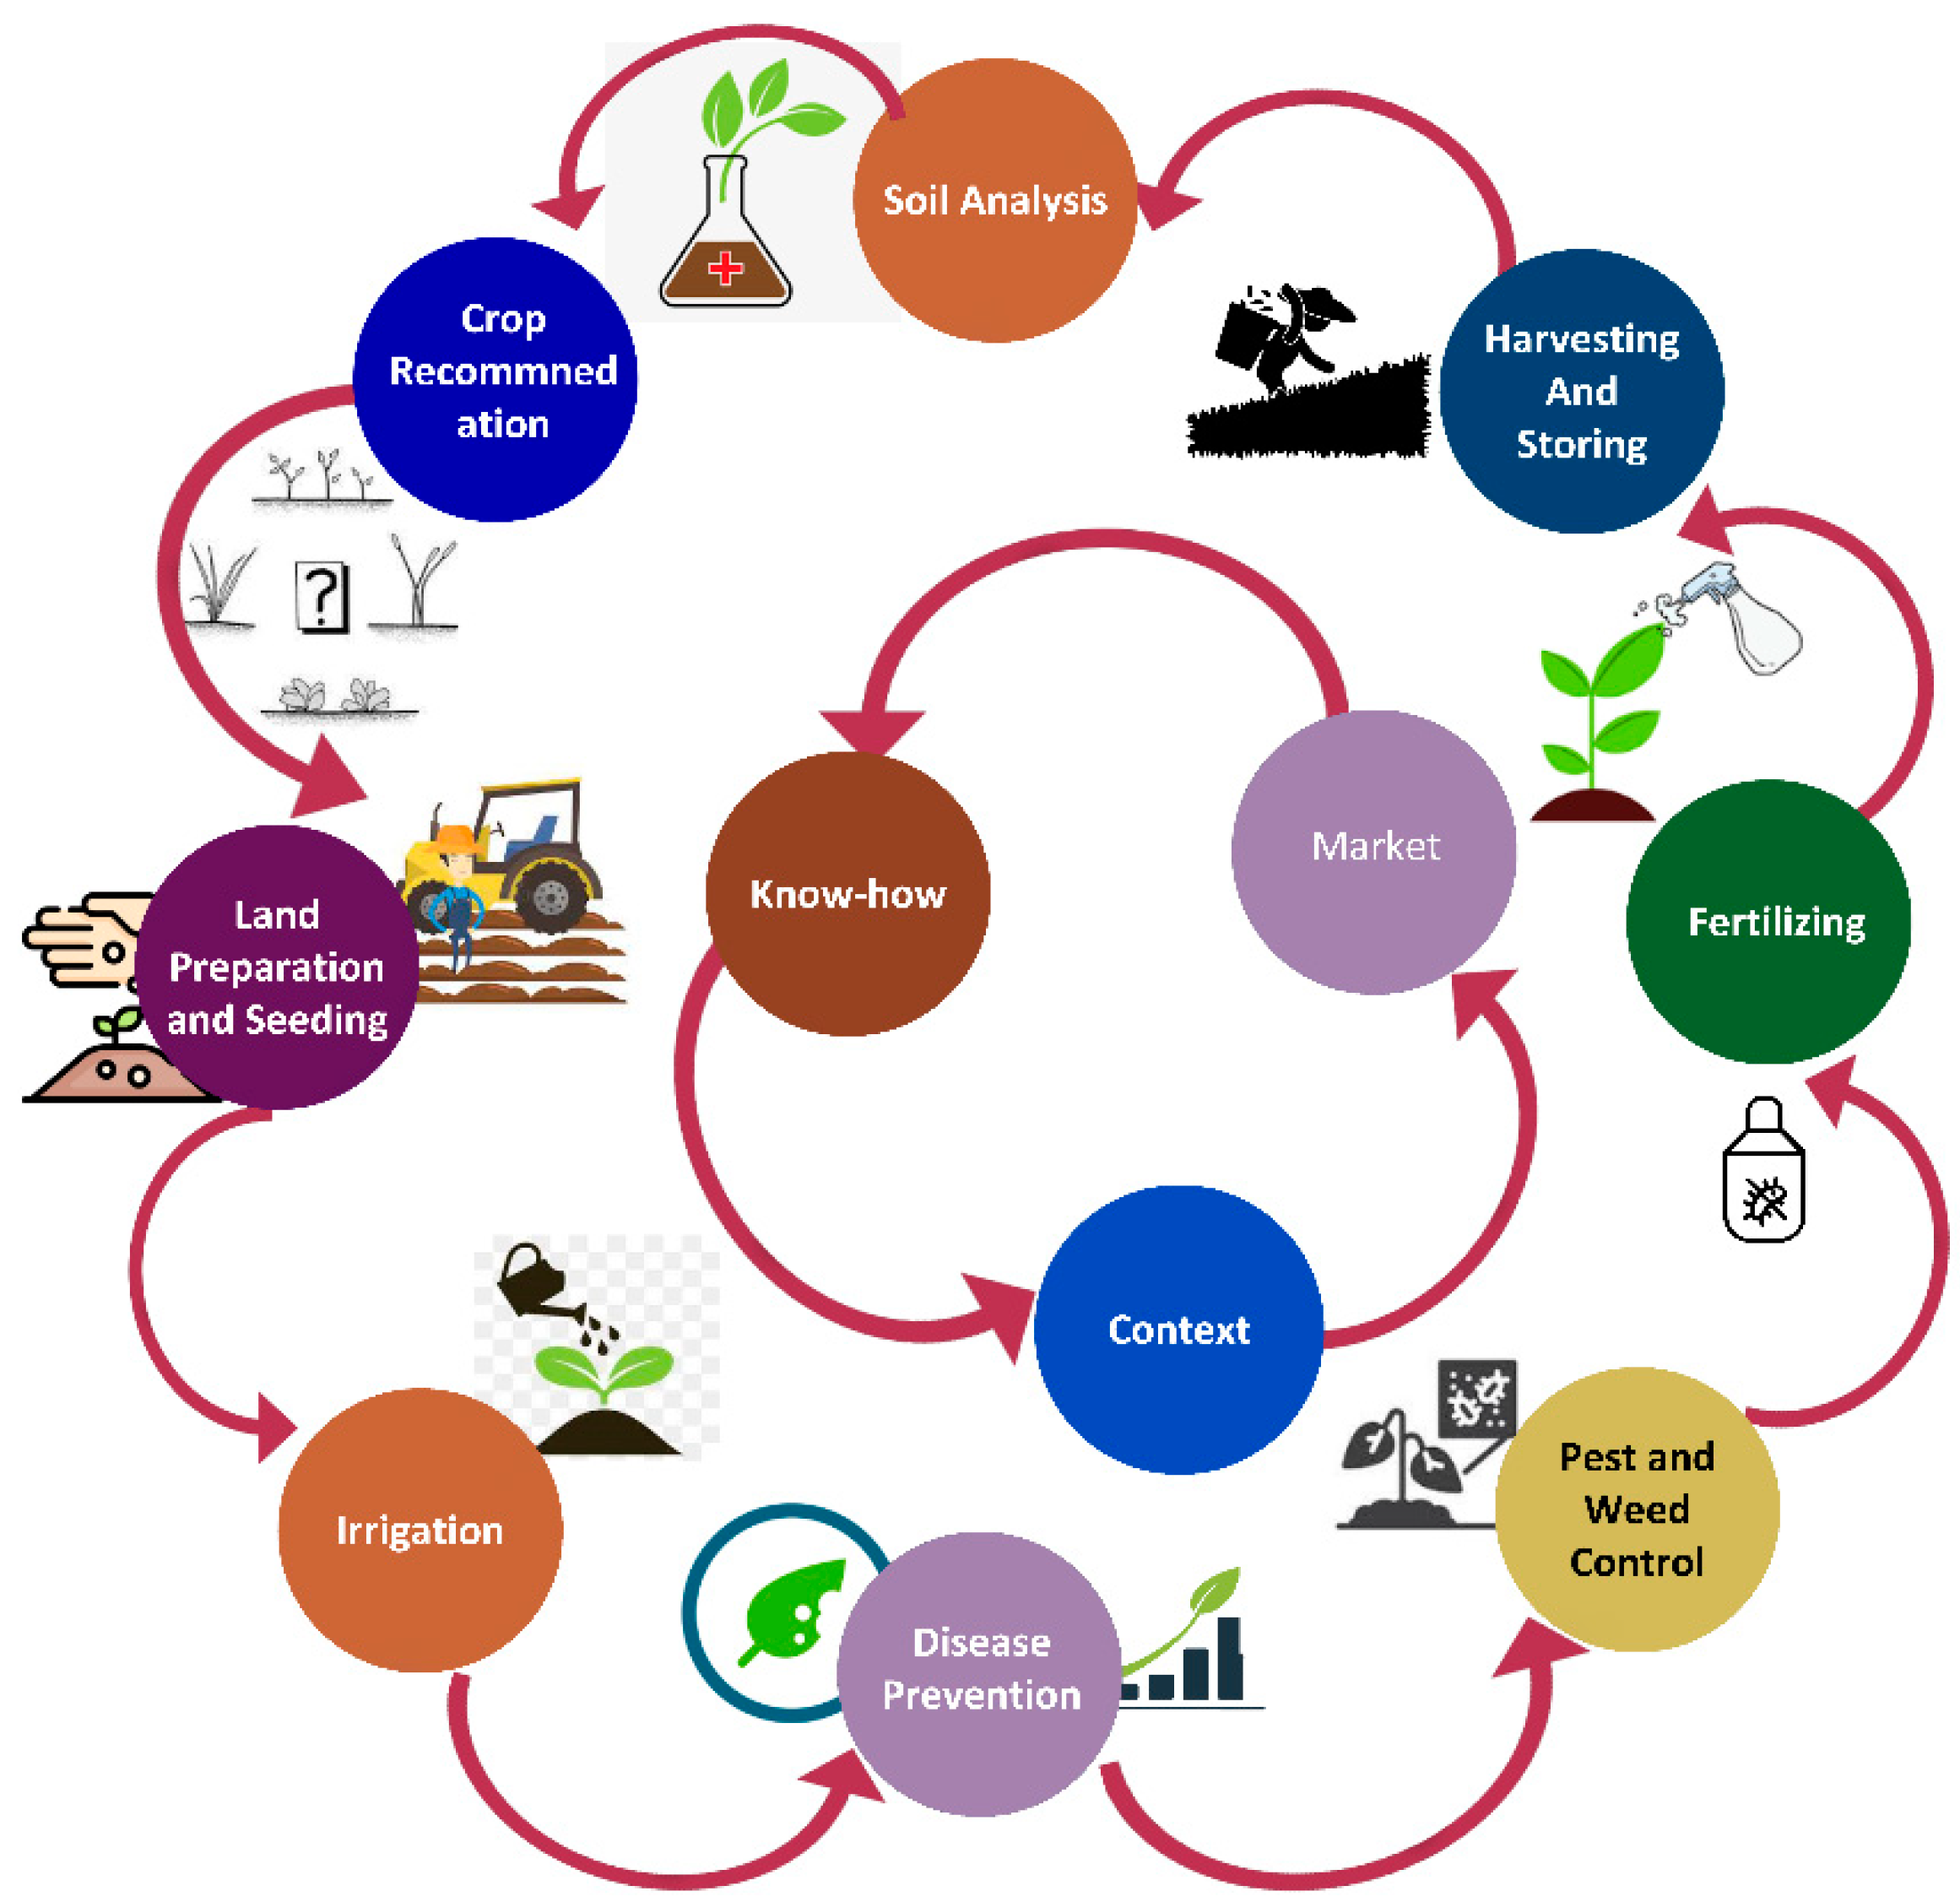 Soil Analysis
Crop
Recommned
ation
Harvesting
And
Storing
?
Know-how
Market
Land
Preparation
and Seeding
Fertilizing
Context
Irrigation
Pest and
Weed
Control
Disease
Prevention